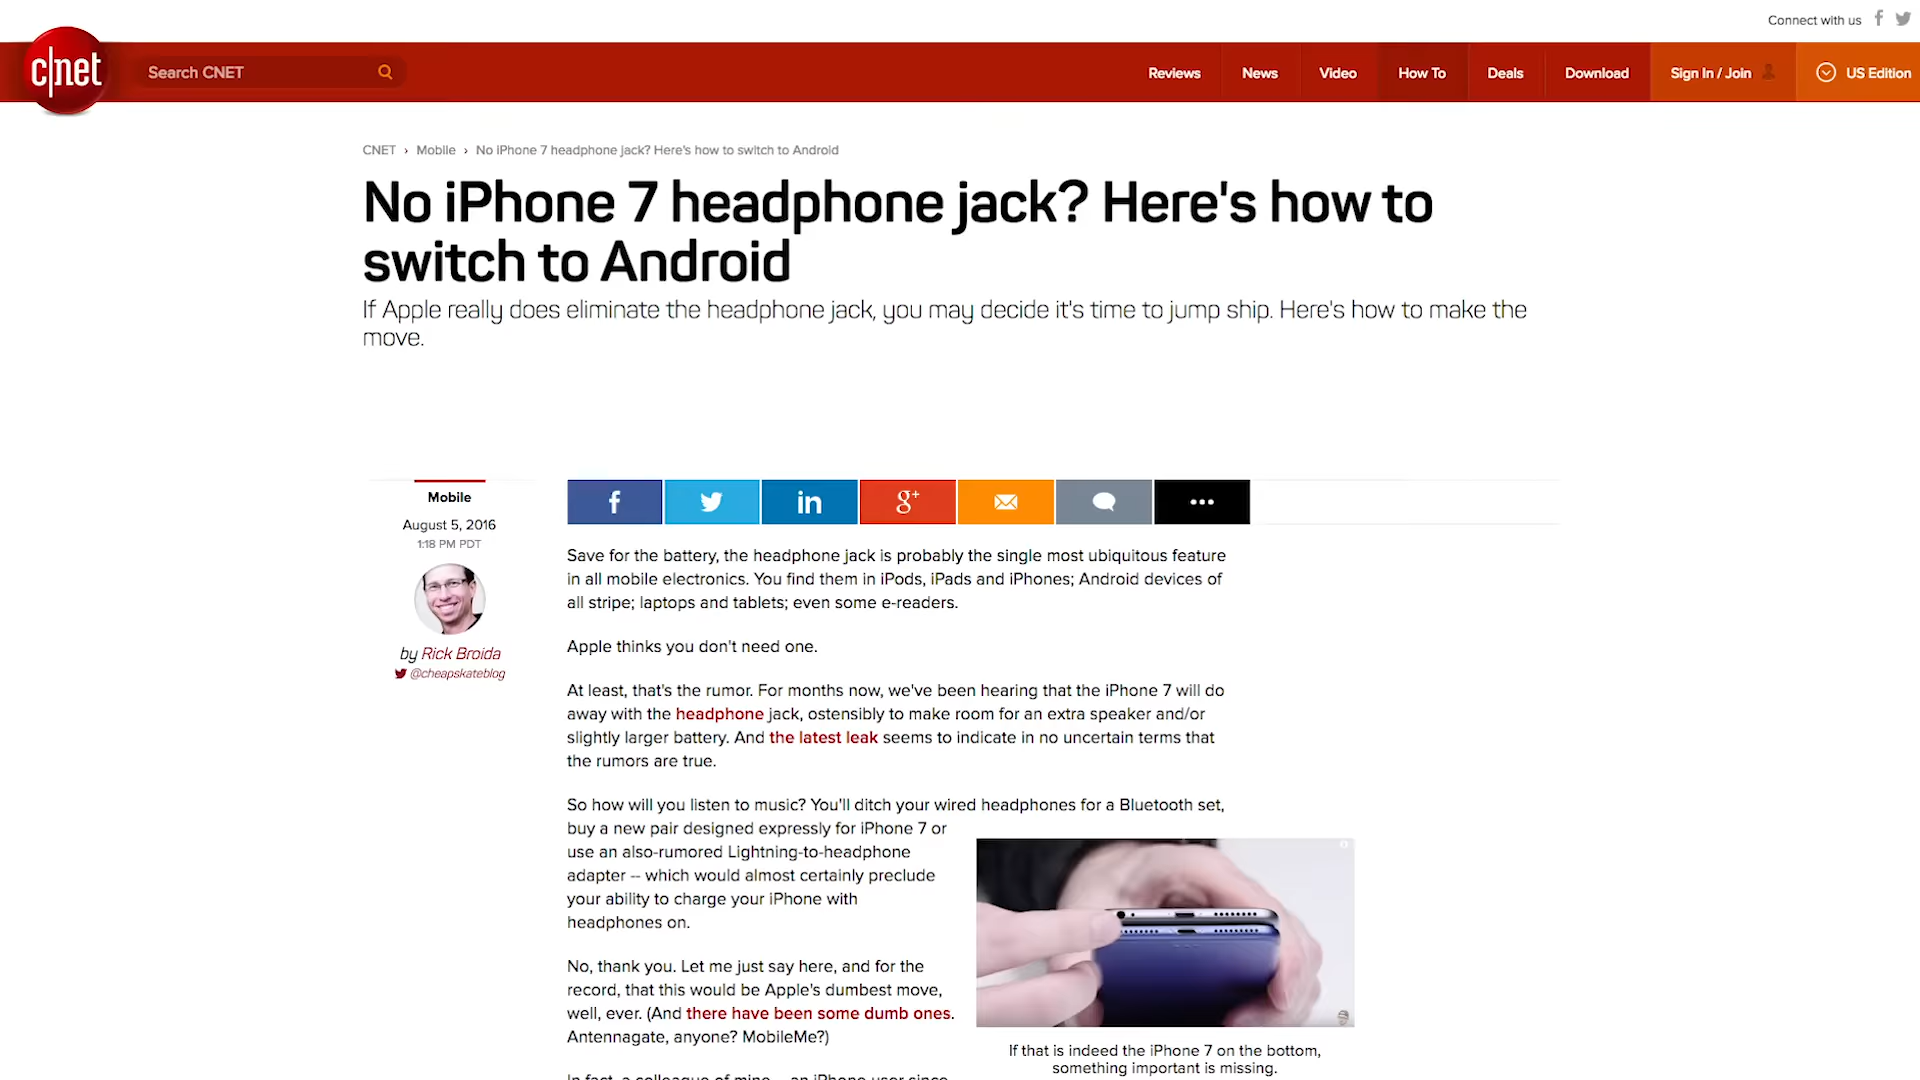 Connect with us
c|net
Search CNET
Reviews
News
Video
How To
Deals
Download
Sign In / Join
US Edition
CNET › Mobile › No iPhone 7 headphone jack? Here's how to switch to Android
No iPhone 7 headphone jack? Here's how to
switch to Android
If Apple really does eliminate the headphone jack, you may decide it's time to jump ship. Here's how to make the
move.
Mobile
August 5, 2016
1:18 PM PDT
by Rick Broida
@cheapskateblog
f
in
g+
Save for the battery, the headphone jack is probably the single most ubiquitous feature
in all mobile electronics. You find them in iPods, iPads and iPhones; Android devices of
all stripe; laptops and tablets; even some e-readers.
Apple thinks you don't need one.
At least, that's the rumor. For months now, we've been hearing that the iPhone 7 will do
away with the headphone jack, ostensibly to make room for an extra speaker and/or
slightly larger battery. And the latest leak seems to indicate in no uncertain terms that
the rumors are true.
So how will you listen to music? You'll ditch your wired headphones for a Bluetooth set,
buy a new pair designed expressly for iPhone 7 or
use an also-rumored Lightning-to-headphone
adapter -- which would almost certainly preclude
your ability to charge your iPhone with
headphones on.
No, thank you. Let me just say here, and for the
record, that this would be Apple's dumbest move,
well, ever. (And there have been some dumb ones.
Antennagate, anyone? MobileMe?)
In fact, a colleague of mine -- an iPhone user since
If that is indeed the iPhone 7 on the bottom,
something important is missing.